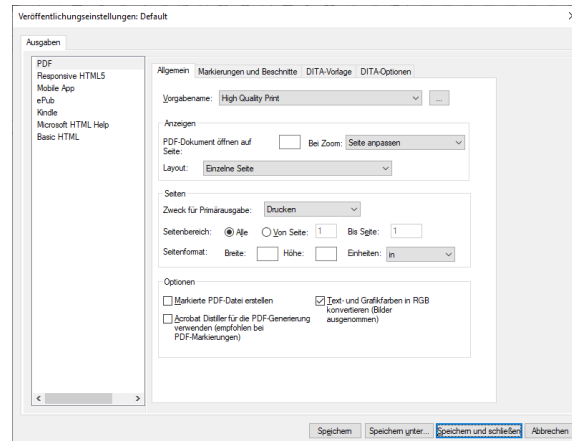 Veröffentlichungseinstellungen: Default
Ausgaben
PDF
Responsive HTML5
Mobile App
ePub
Kindle
Microsoft HTML Help
Basic HTML
Allgemein Markierungen und Beschnitte DITA-Vorlage DITA-Optionen
Vorgabename: High Quality Print ...
Anzeigen
PDF-Dokument öffnen auf
Seite: Bei Zoom: Seite anpassen
Layout: Einzelne Seite
Seiten
Zweck für Primärausgabe: Drucken
Seitenbereich: Alle Von Seite: 1 Bis Seite: 1
Seitenformat: Breite: Höhe: Einheiten: in
Optionen
Markierte PDF-Datei erstellen
Acrobat Distiller für die PDF-Generierung
verwenden (empfohlen bei
PDF-Markierungen)
Text- und Grafikfarben in RGB
konvertieren (Bilder
ausgenommen)
Speichern Speichern unter... Speichern und schließen Abbrechen